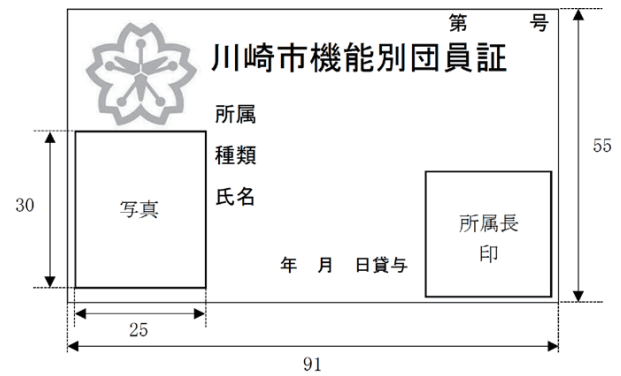 第　号
川崎市機能別団員証
所属
種類
氏名
写真
所属長
印
年　月　日貸与
30
25
91
55